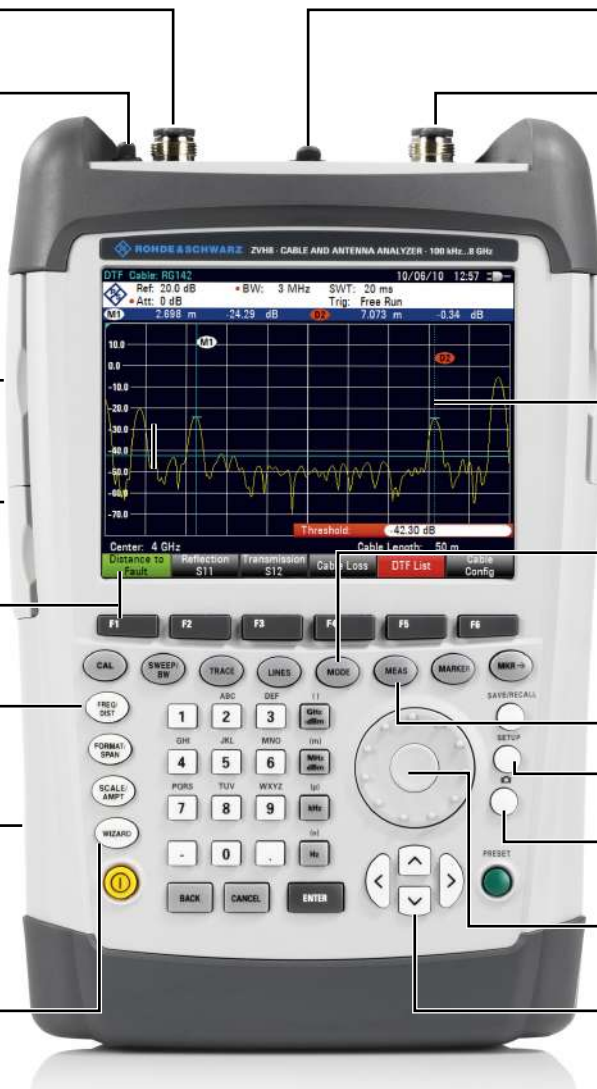 ROHDE&SCHWARZ ZVH8 · CABLE AND ANTENNA ANALYZER · 100 kHz...8 GHz
DTF Cable: RG142 10/06/10 12:57
Ref: 20.0 dB • BW: 3 MHz SWT: 20 ms
• Att: 0 dB Trig: Free Run
M1 2.698 m -24.29 dB D2 7.073 m -0.34 dB
M1
10.0
D2
0.0
-10.0
-20.0
-30.0
-40.0
-50.0
-60.0
-70.0
Threshold: -42.30 dB
Center: 4 GHz Cable Length: 50 m
Distance to Fault
Reflection S11
Transmission S12
Cable Loss
DTF List
Cable Config
F1 F2 F3 F4 F5 F6
CAL
SWEEP/ BW
TRACE
LINES
MODE
MEAS
MARKER
MKR→
FREQ/ DIST
ABC DEF ( )
1 2 3 GHz dBm
SAVE/RECALL
FORMAT/ SPAN
GHI JKL MNO (m)
4 5 6 MHz dBm
SETUP
SCALE/ AMPT
PQRS TUV WXYZ (µ)
7 8 9 kHz
WIZARD
(n)
- 0 . Hz
PRESET
BACK CANCEL ENTER